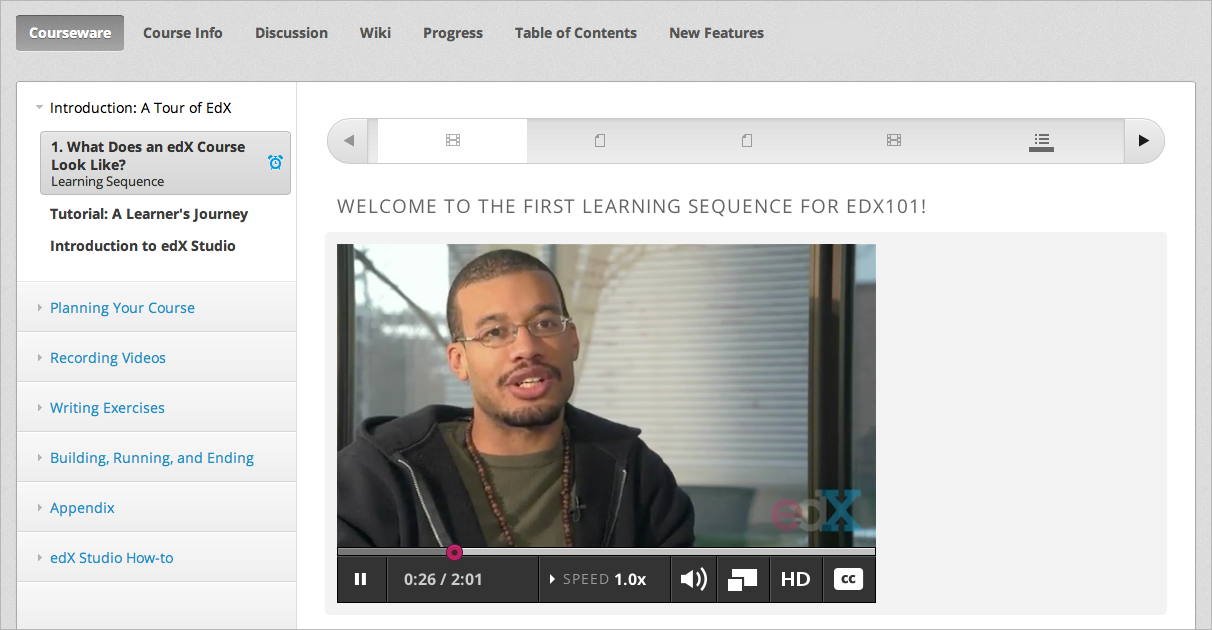 Courseware Course Info Discussion Wiki Progress Table of Contents New Features
Introduction: A Tour of EdX
1. What Does an edX Course
Look Like?
Learning Sequence
Tutorial: A Learner's Journey
Introduction to edX Studio
Planning Your Course
Recording Videos
Writing Exercises
Building, Running, and Ending
Appendix
edX Studio How-to
WELCOME TO THE FIRST LEARNING SEQUENCE FOR EDX101!
edX
0:26 / 2:01 SPEED 1.0x HD cc